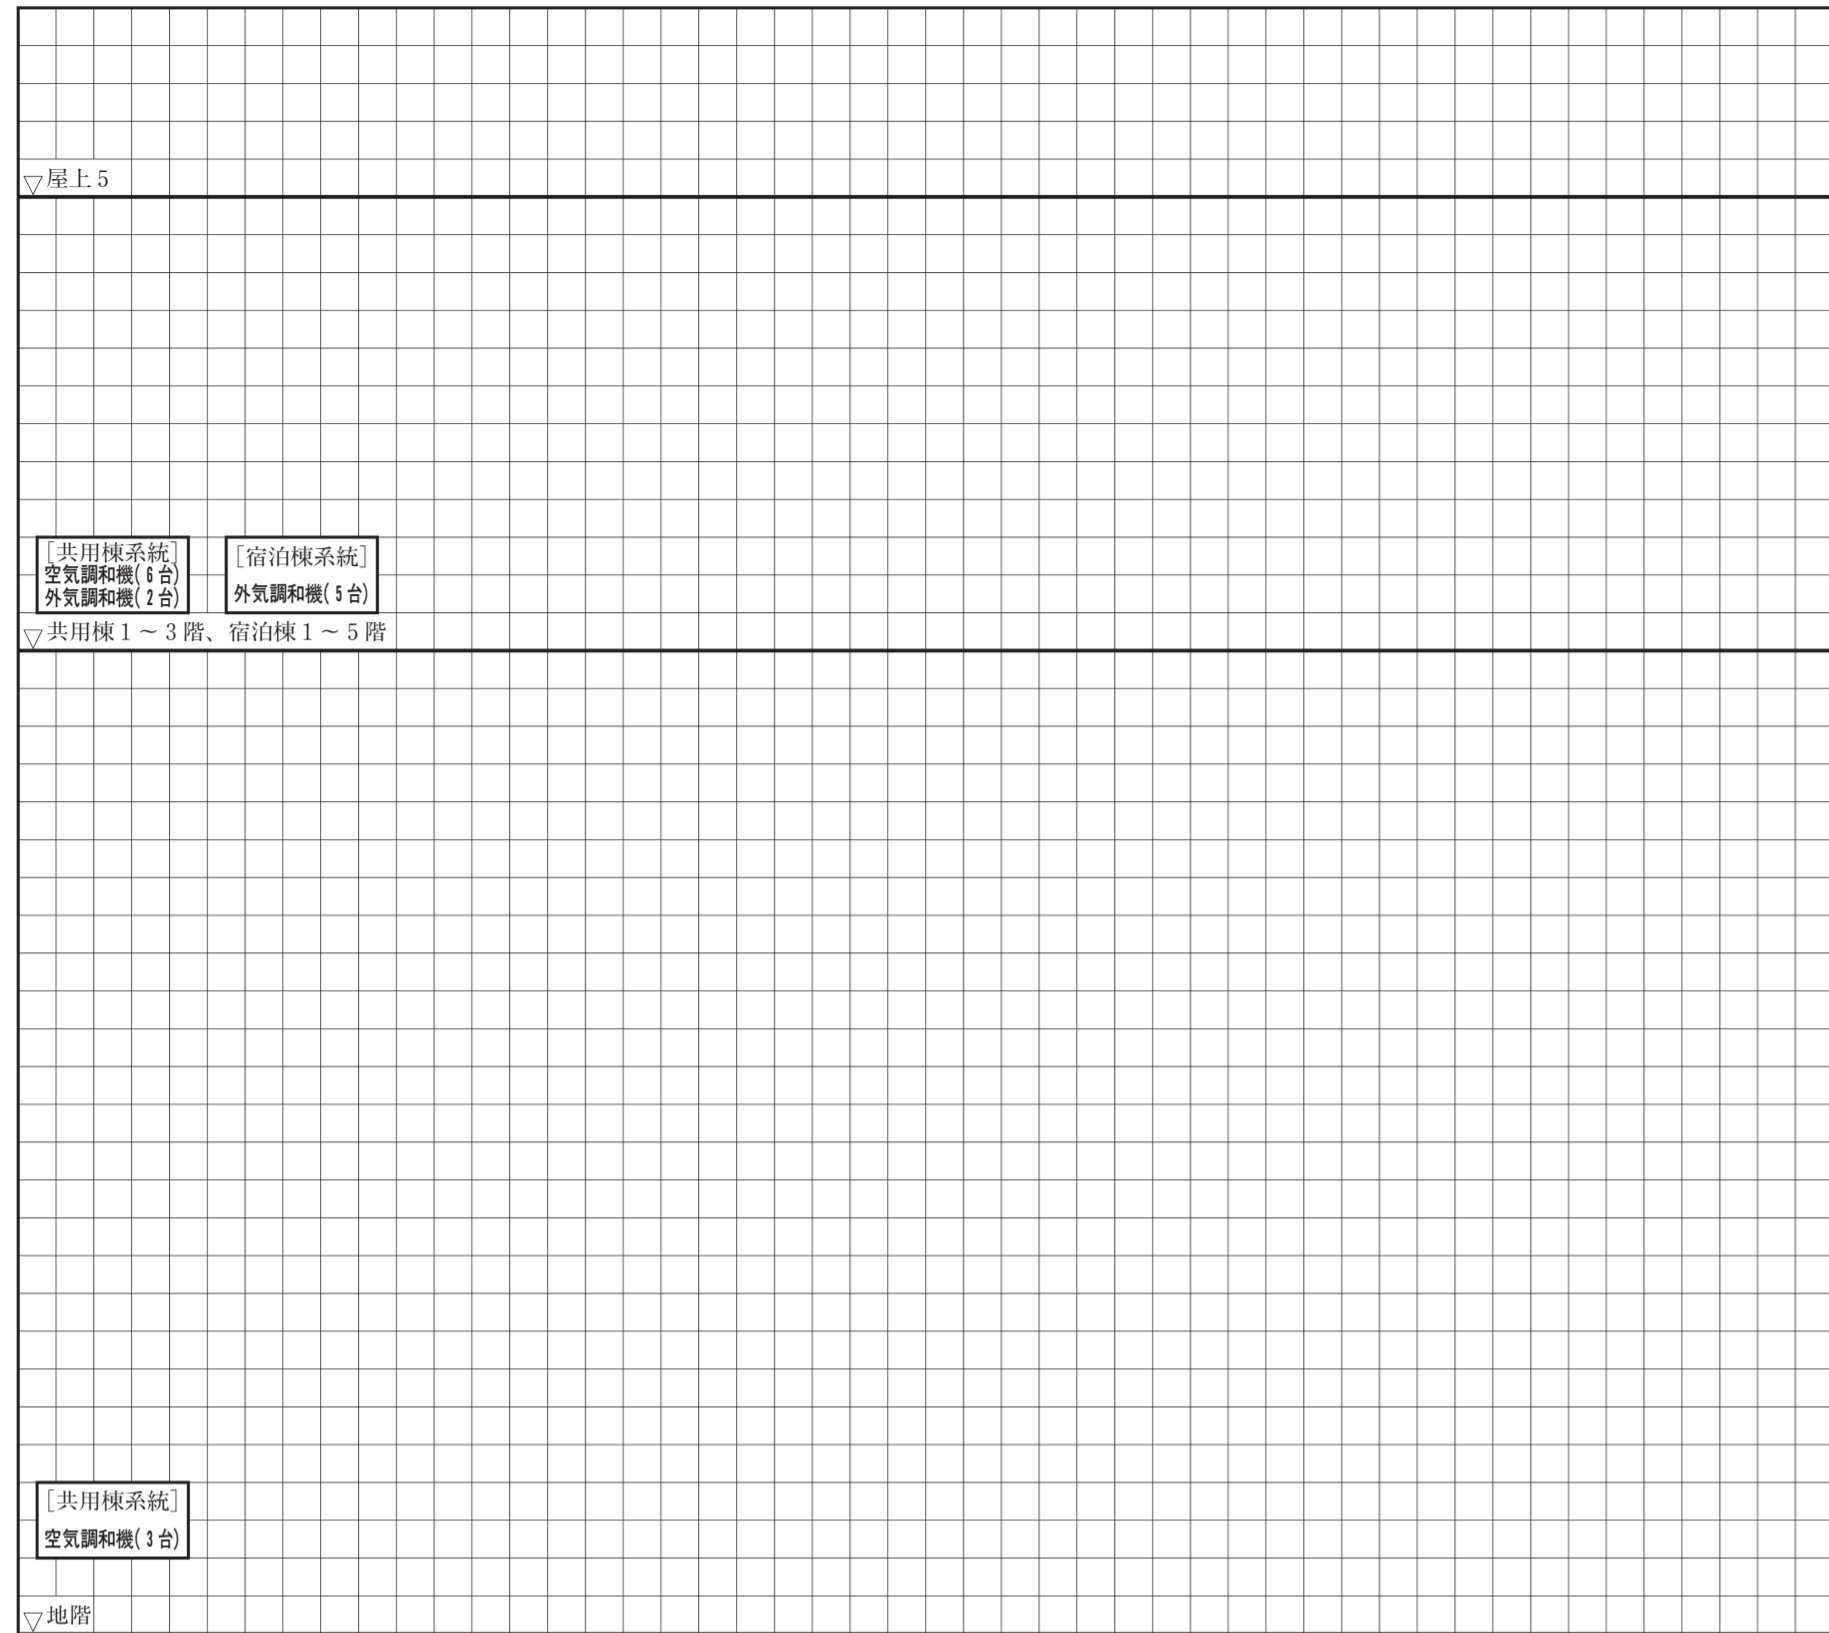 ▽屋上5
[共用棟系統]
空気調和機(6台)
外気調和機(2台)
[宿泊棟系統]
外気調和機(5台)
▽共用棟1～3階、宿泊棟1～5階
[共用棟系統]
空気調和機(3台)
▽地階